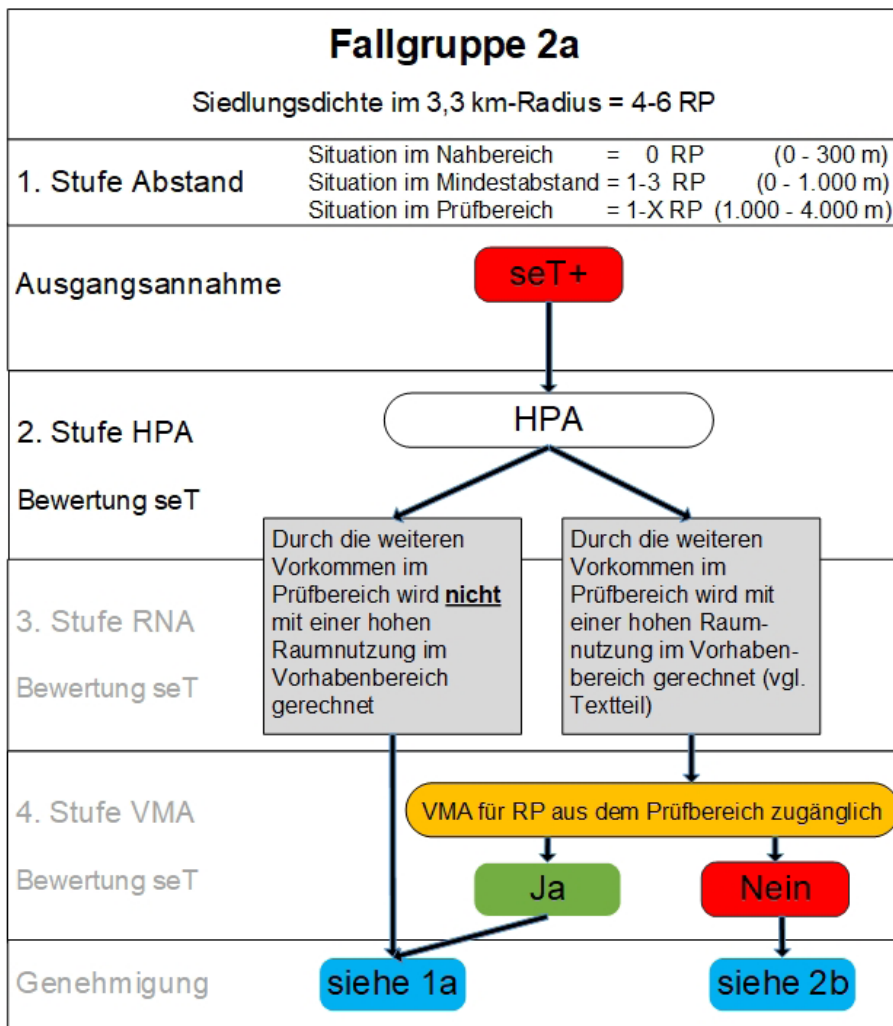 Fallgruppe 2a
Siedlungsdichte im 3,3 km-Radius = 4-6 RP
1. Stufe Abstand
Situation im Nahbereich = 0 RP (0 - 300 m)
Situation im Mindestabstand = 1-3 RP (0 - 1.000 m)
Situation im Prüfbereich = 1-X RP (1.000 - 4.000 m)
Ausgangsannahme
seT+
2. Stufe HPA
Bewertung seT
HPA
Durch die weiteren
Vorkommen im
Prüfbereich wird nicht
mit einer hohen
Raumnutzung im
Vorhabenbereich
gerechnet
Durch die weiteren
Vorkommen im
Prüfbereich wird mit
einer hohen Raum-
nutzung im Vorhaben-
bereich gerechnet (vgl.
Textteil)
3. Stufe RNA
Bewertung seT
4. Stufe VMA
Bewertung seT
VMA für RP aus dem Prüfbereich zugänglich
Ja
Nein
Genehmigung
siehe 1a
siehe 2b